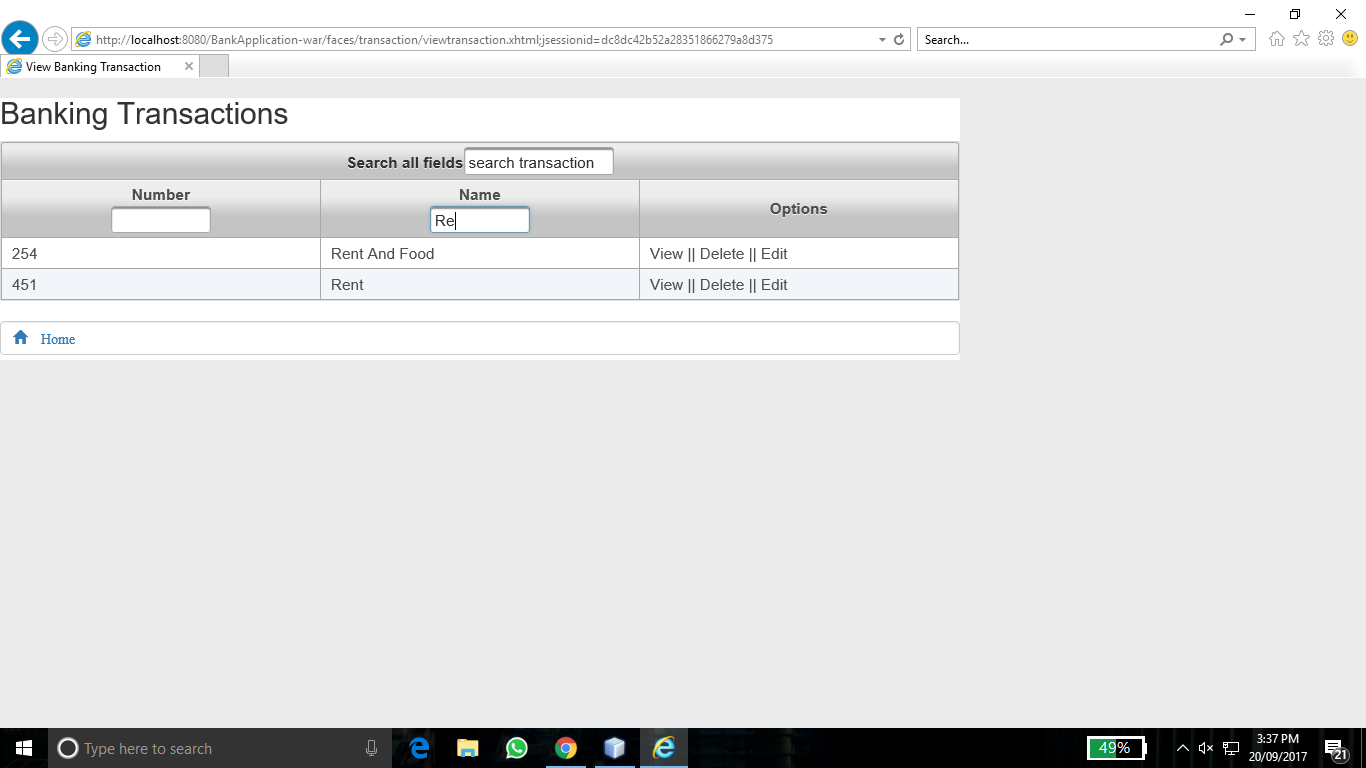 http://localhost:8080/BankApplication-war/faces/transaction/viewtransaction.xhtml;jsessionid=dc8dc42b52a28351866279a8d375
Search...
View Banking Transaction
Banking Transactions
Search all fields search transaction
Number Name Options
Re
254 Rent And Food View || Delete || Edit
451 Rent View || Delete || Edit
Home
Type here to search
49%
3:37 PM
20/09/2017
21